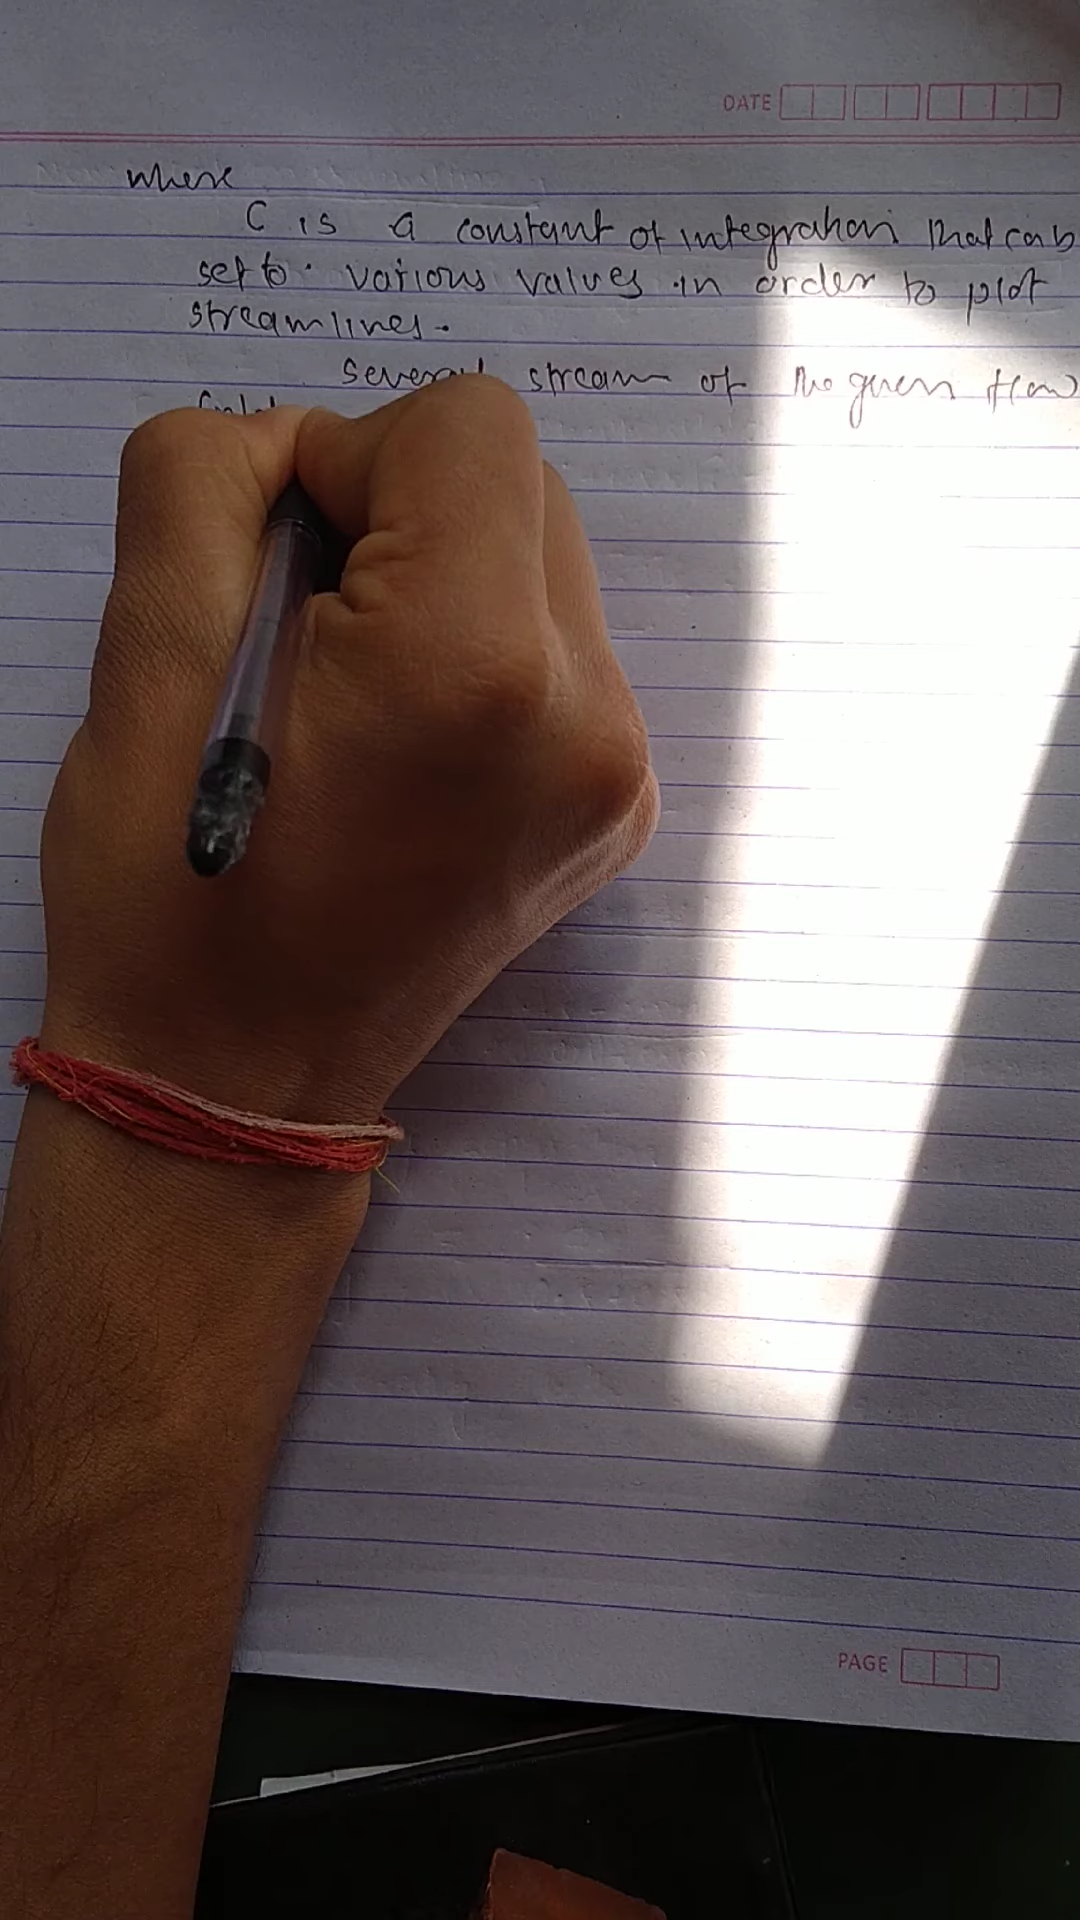 DATE
where
C is a constant of integration that can b
set to various values in order to plot
streamlines.
several stream of the given flow
PAGE